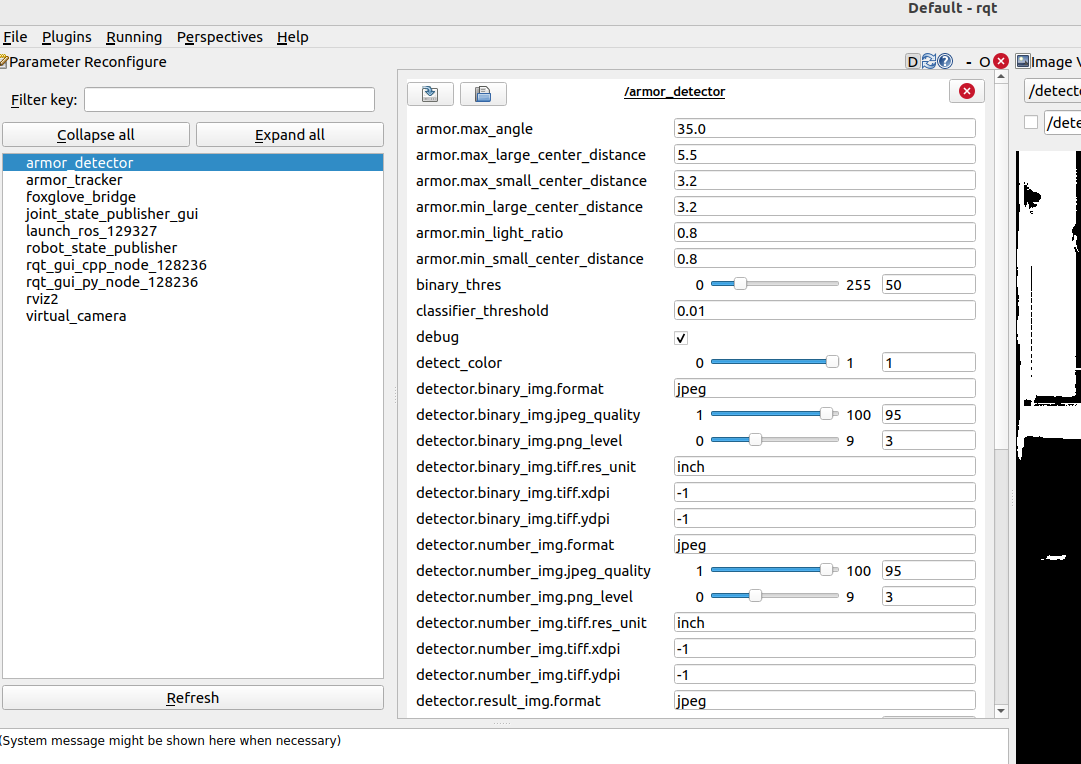 Default - rqt
File Plugins Running Perspectives Help
Parameter Reconfigure
D
?
- O
Image V
Filter key:
Collapse all
Expand all
armor_detector
armor_tracker
foxglove_bridge
joint_state_publisher_gui
launch_ros_129327
robot_state_publisher
rqt_gui_cpp_node_128236
rqt_gui_py_node_128236
rviz2
virtual_camera
Refresh
/armor_detector
armor.max_angle 35.0
armor.max_large_center_distance 5.5
armor.max_small_center_distance 3.2
armor.min_large_center_distance 3.2
armor.min_light_ratio 0.8
armor.min_small_center_distance 0.8
binary_thres 0 255 50
classifier_threshold 0.01
debug
detect_color 0 1 1
detector.binary_img.format jpeg
detector.binary_img.jpeg_quality 1 100 95
detector.binary_img.png_level 0 9 3
detector.binary_img.tiff.res_unit inch
detector.binary_img.tiff.xdpi -1
detector.binary_img.tiff.ydpi -1
detector.number_img.format jpeg
detector.number_img.jpeg_quality 1 100 95
detector.number_img.png_level 0 9 3
detector.number_img.tiff.res_unit inch
detector.number_img.tiff.xdpi -1
detector.number_img.tiff.ydpi -1
detector.result_img.format jpeg
/detecto
/dete
(System message might be shown here when necessary)